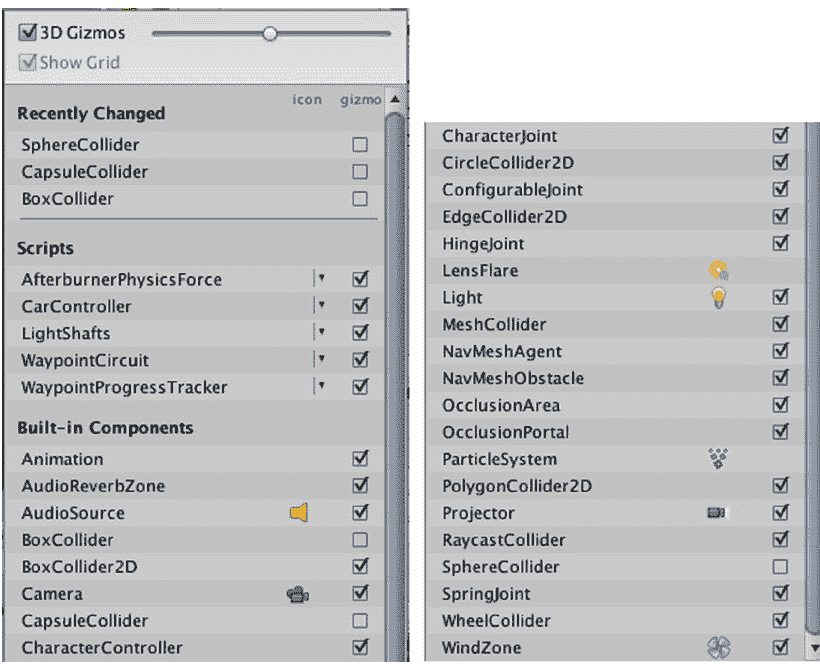 3D Gizmos
Show Grid
icon gizmo
Recently Changed
SphereCollider
CapsuleCollider
BoxCollider
Scripts
AfterburnerPhysicsForce
CarController
LightShafts
WaypointCircuit
WaypointProgressTracker
Built-in Components
Animation
AudioReverbZone
AudioSource
BoxCollider
BoxCollider2D
Camera
CapsuleCollider
CharacterController
CharacterJoint
CircleCollider2D
ConfigurableJoint
EdgeCollider2D
HingeJoint
LensFlare
Light
MeshCollider
NavMeshAgent
NavMeshObstacle
OcclusionArea
OcclusionPortal
ParticleSystem
PolygonCollider2D
Projector
RaycastCollider
SphereCollider
SpringJoint
WheelCollider
WindZone